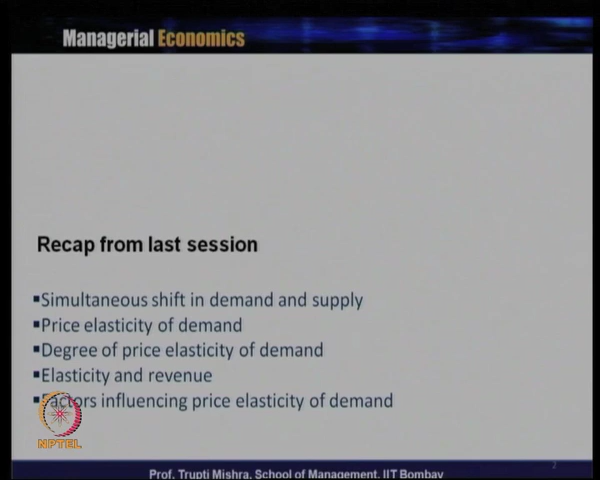 Managerial Economics
Recap from last session
▪Simultaneous shift in demand and supply
▪Price elasticity of demand
▪Degree of price elasticity of demand
▪Elasticity and revenue
▪Factors influencing price elasticity of demand
NPTEL
Prof. Trupti Mishra, School of Management, IIT Bombay
2